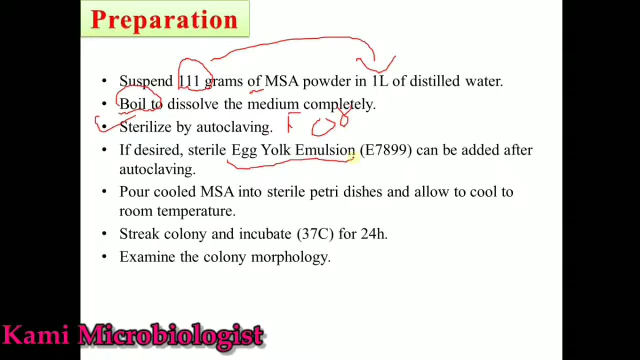 Preparation
• Suspend 111 grams of MSA powder in 1L of distilled water.
• Boil to dissolve the medium completely.
• Sterilize by autoclaving. For
• If desired, sterile Egg Yolk Emulsion (E7899) can be added after
autoclaving.
• Pour cooled MSA into sterile petri dishes and allow to cool to
room temperature.
• Streak colony and incubate (37C) for 24h.
• Examine the colony morphology.
Kami Microbiologist